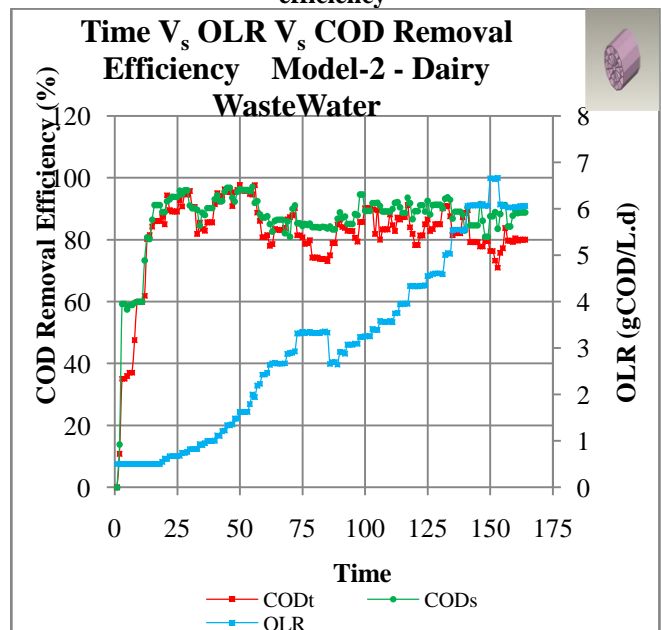 efficiency
Time Vs OLR Vs COD Removal
Efficiency Model-2 - Dairy
WasteWater
COD Removal Efficiency (%)
120
100
80
60
40
20
0
8
7
6
5
4
3
2
1
0
OLR (gCOD/L.d)
0 25 50 75 100 125 150 175
Time
CODt CODs
OLR